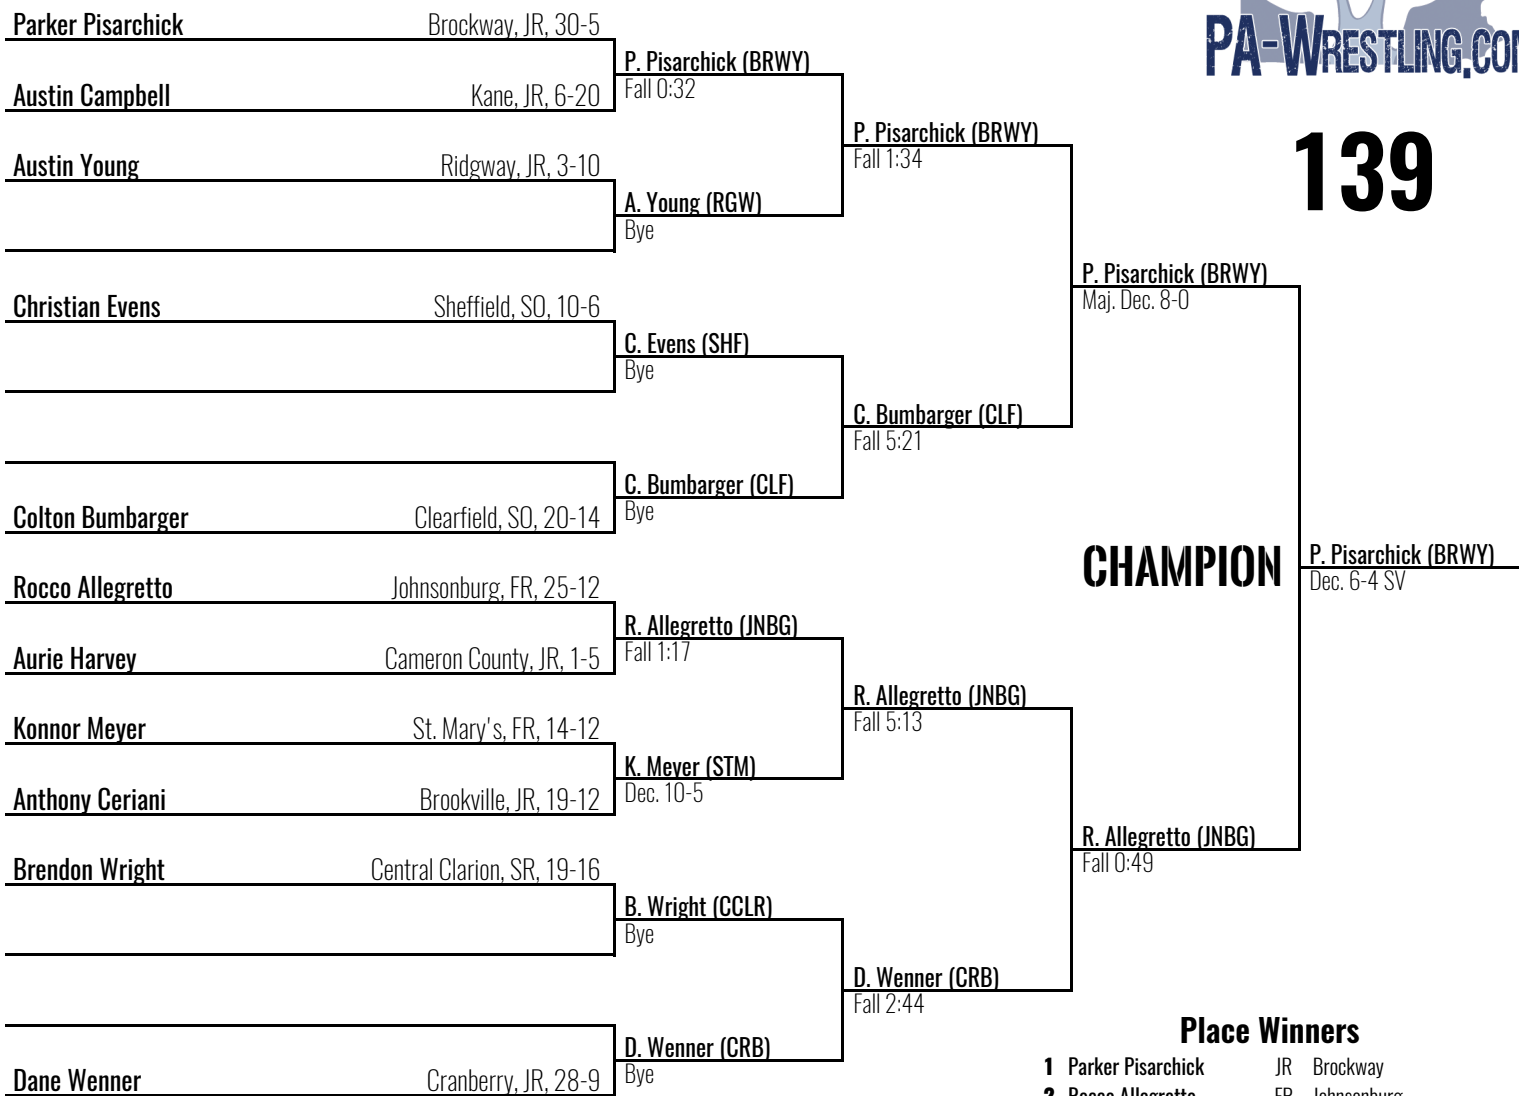 Parker Pisarchick Brockway, JR, 30-5
P. Pisarchick (BRWY)
Fall 0:32
Austin Campbell Kane, JR, 6-20
P. Pisarchick (BRWY)
Fall 1:34
Austin Young Ridgway, JR, 3-10
A. Young (RGW)
Bye
P. Pisarchick (BRWY)
Maj. Dec. 8-0
Christian Evens Sheffield, SO, 10-6
C. Evens (SHF)
Bye
C. Bumbarger (CLF)
Fall 5:21
C. Bumbarger (CLF)
Bye
Colton Bumbarger Clearfield, SO, 20-14
PA-WRESTLING.CO
139
CHAMPION
P. Pisarchick (BRWY)
Dec. 6-4 SV
Rocco Allegretto Johnsonburg, FR, 25-12
R. Allegretto (JNBG)
Fall 1:17
Aurie Harvey Cameron County, JR, 1-5
R. Allegretto (JNBG)
Fall 5:13
Konnor Meyer St. Mary's, FR, 14-12
K. Meyer (STM)
Dec. 10-5
Anthony Ceriani Brookville, JR, 19-12
R. Allegretto (JNBG)
Fall 0:49
Brendon Wright Central Clarion, SR, 19-16
B. Wright (CCLR)
Bye
D. Wenner (CRB)
Fall 2:44
D. Wenner (CRB)
Bye
Dane Wenner Cranberry, JR, 28-9
Place Winners
1 Parker Pisarchick JR Brockway
2 Rocco Allegretto FR Johnsonburg